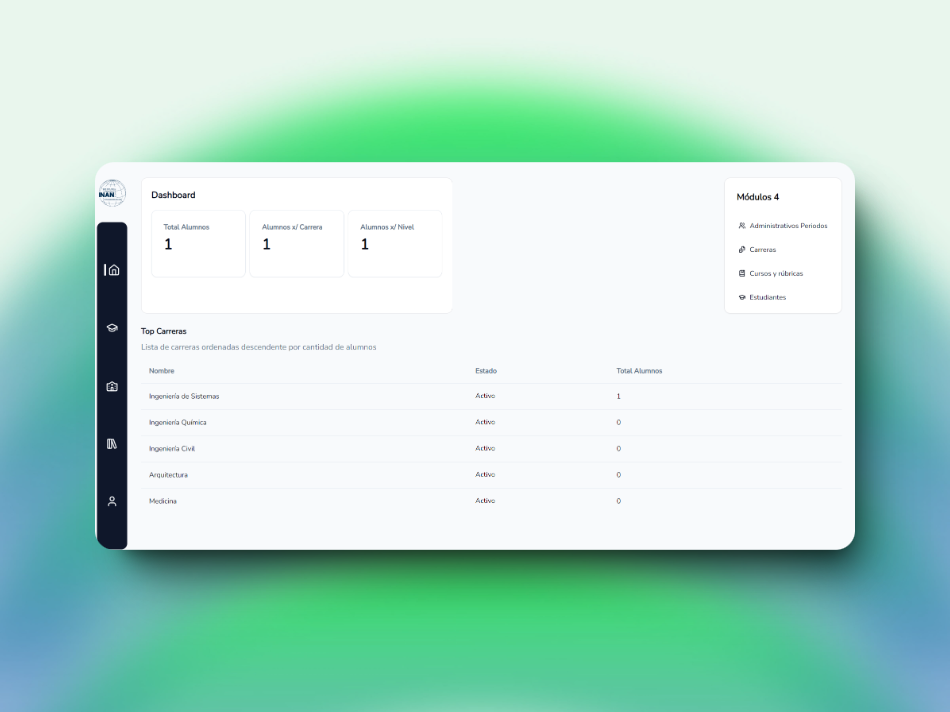 INAN
Dashboard
Total Alumnos
1
Alumnos x/ Carrera
1
Alumnos x/ Nivel
1
Módulos 4
Administrativos Periodos
Carreras
Cursos y rúbricas
Estudiantes
Top Carreras
Lista de carreras ordenadas descendente por cantidad de alumnos
Nombre Estado Total Alumnos
Ingeniería de Sistemas Activo 1
Ingeniería Química Activo 0
Ingeniería Civil Activo 0
Arquitectura Activo 0
Medicina Activo 0